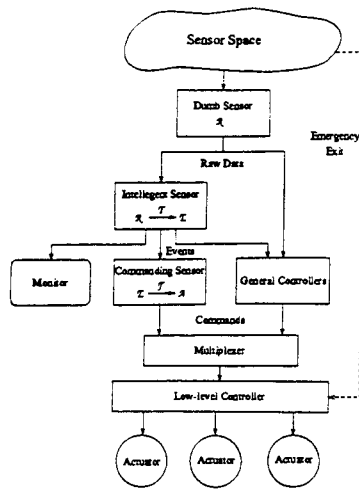 Sensor Space
Dumb Sensor
R
Emergency
Exit
Raw Data
Intellegent Sensor
R T → E
Events
Monitor
Commanding Sensor
E T → A
General Controllers
Commands
Multiplexer
Low-level Controller
Actuator
Actuator
Actuator